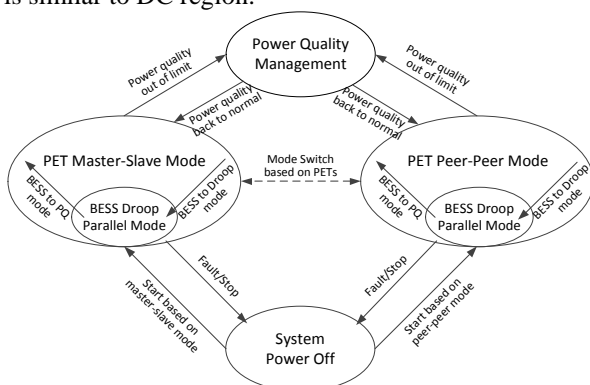 is similar to DC region.
Power Quality
Management
Power quality
out of limit
Power quality
out of limit
Power quality
back to normal
Power quality
back to normal
PET Master-Slave Mode
PET Peer-Peer Mode
Mode Switch
based on PETs
BESS to PQ
mode
BESS Droop
Parallel Mode
BESS to Droop
mode
BESS to PQ
mode
BESS Droop
Parallel Mode
BESS to Droop
mode
Fault/Stop
Fault/Stop
Start based on
master-slave mode
Start based on
peer-peer mode
System
Power Off